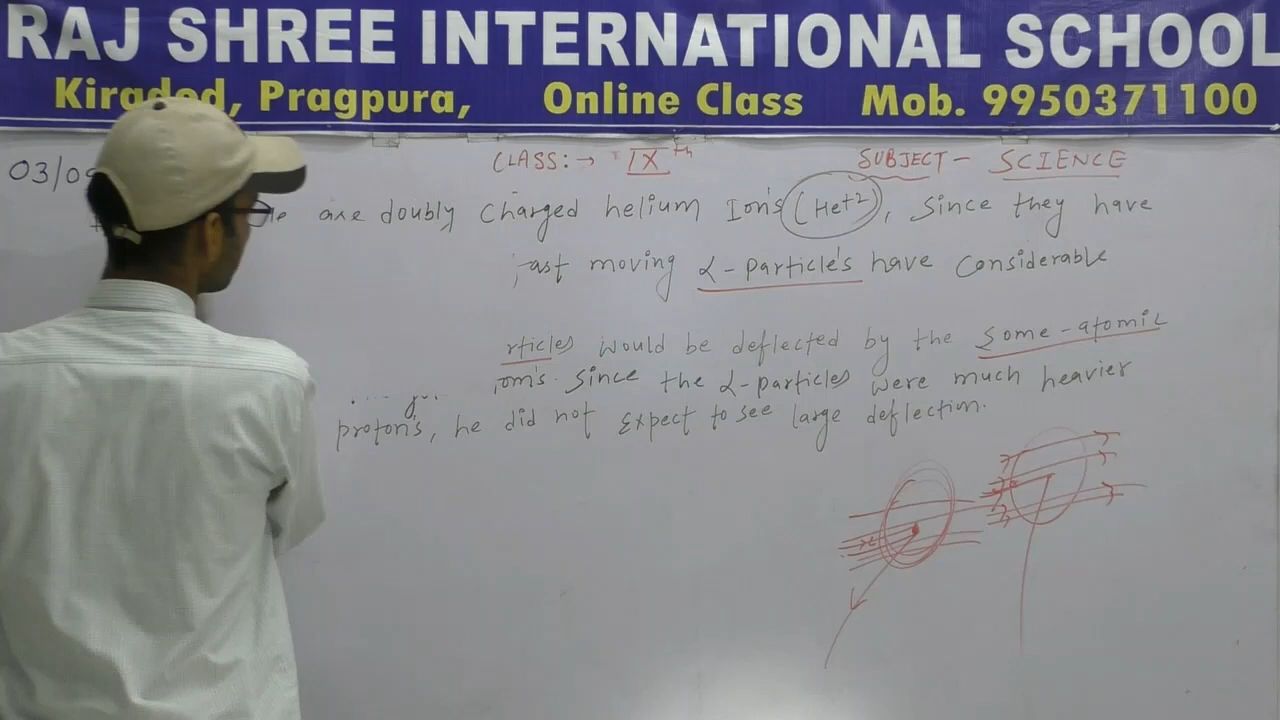 RAJ SHREE INTERNATIONAL SCHOOL
Kiradod, Pragpura, Online Class Mob. 9950371100
03/0
CLASS:→ IXth SUBJECT - SCIENCE
are doubly charged helium Ion's (He+2), Since they have
fast moving α-particle's have considerable
rticles would be deflected by the some-atomic
om's. Since the α-particles were much heavier
proton's, he did not Expect to see large deflection.